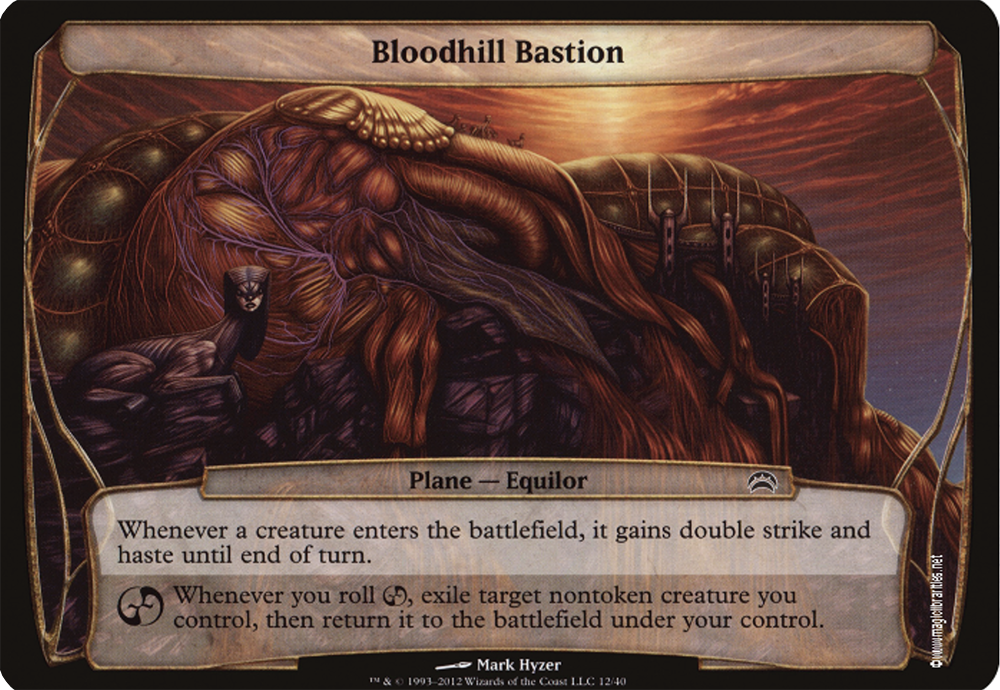 Bloodhill Bastion
Plane — Equilor
Whenever a creature enters the battlefield, it gains double strike and
haste until end of turn.
Whenever you roll , exile target nontoken creature you
control, then return it to the battlefield under your control.
Mark Hyzer
™ & © 1993–2012 Wizards of the Coast LLC 12/40
© www.magiclibrarities.net